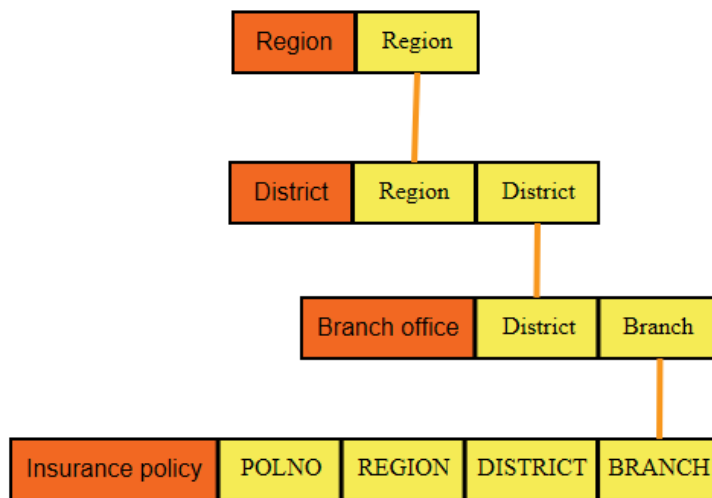 Region Region
District Region District
Branch office District Branch
Insurance policy POLNO REGION DISTRICT BRANCH